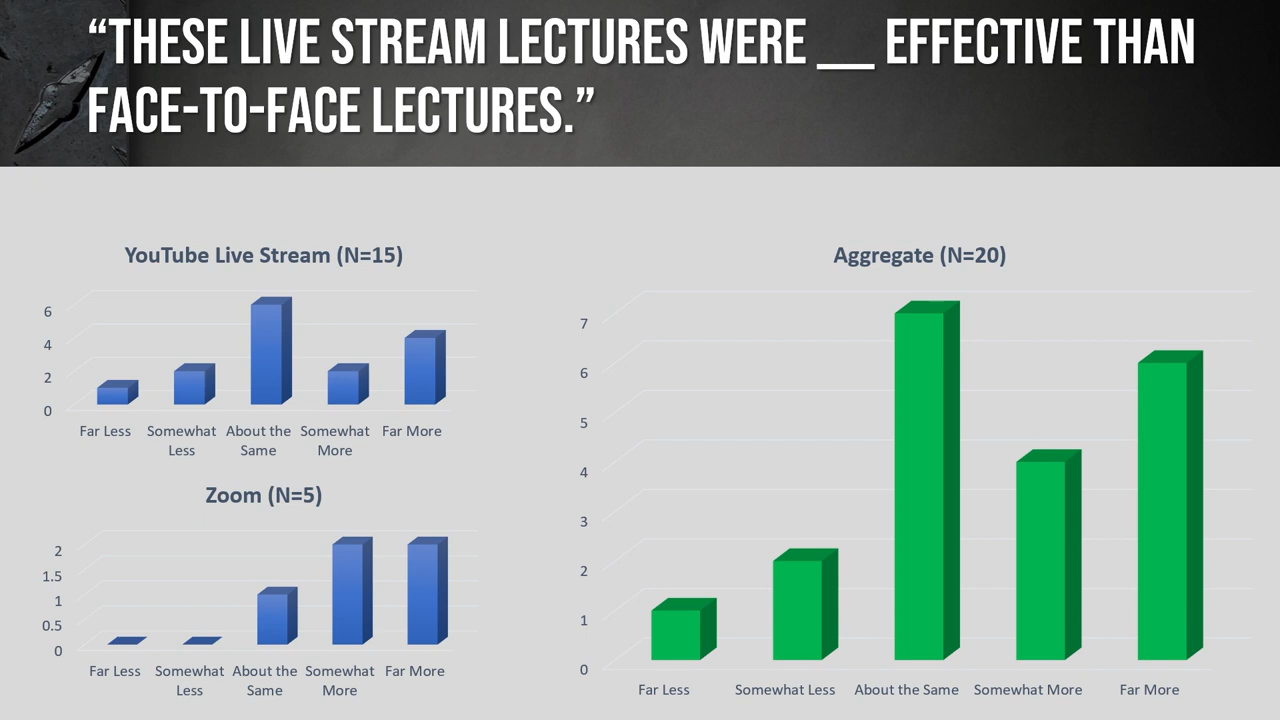 “THESE LIVE STREAM LECTURES WERE __ EFFECTIVE THAN
FACE-TO-FACE LECTURES.”
YouTube Live Stream (N=15)
6
4
2
0
Far Less
Somewhat
Less
About the
Same
Somewhat
More
Far More
Zoom (N=5)
2
1.5
1
0.5
0
Far Less
Somewhat
Less
About the
Same
Somewhat
More
Far More
Aggregate (N=20)
7
6
5
4
3
2
1
0
Far Less
Somewhat Less
About the Same
Somewhat More
Far More